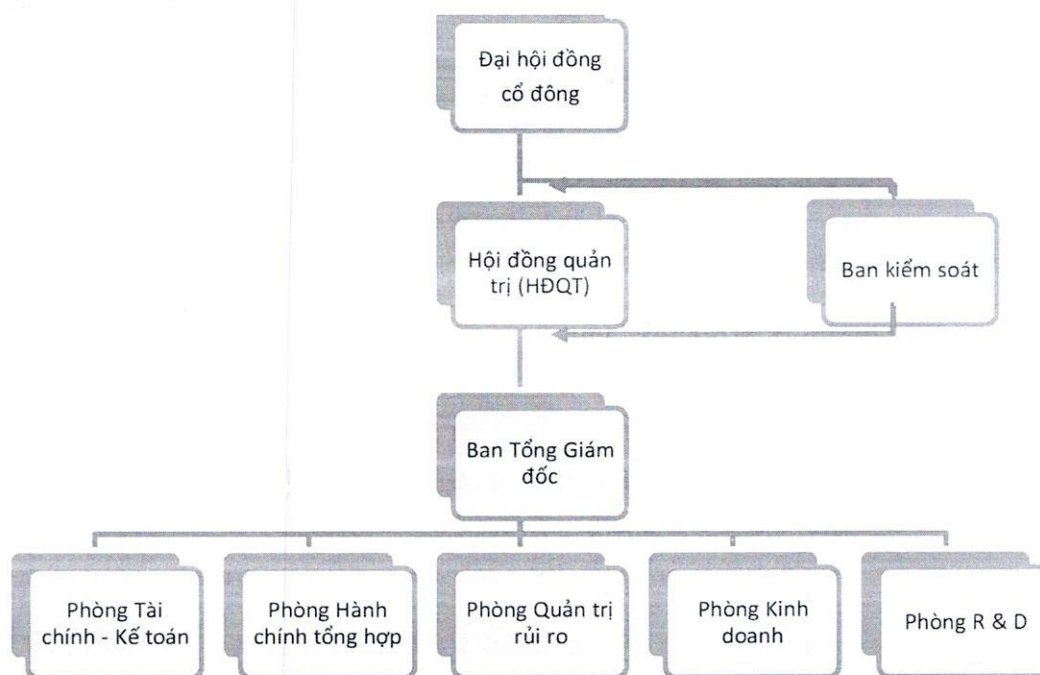 Đại hội đồng
cổ đông
Hội đồng quản
trị (HĐQT)
Ban kiểm soát
Ban Tổng Giám
đốc
Phòng Tài
chính - Kế toán
Phòng Hành
chính tổng hợp
Phòng Quản trị
rủi ro
Phòng Kinh
doanh
Phòng R & D